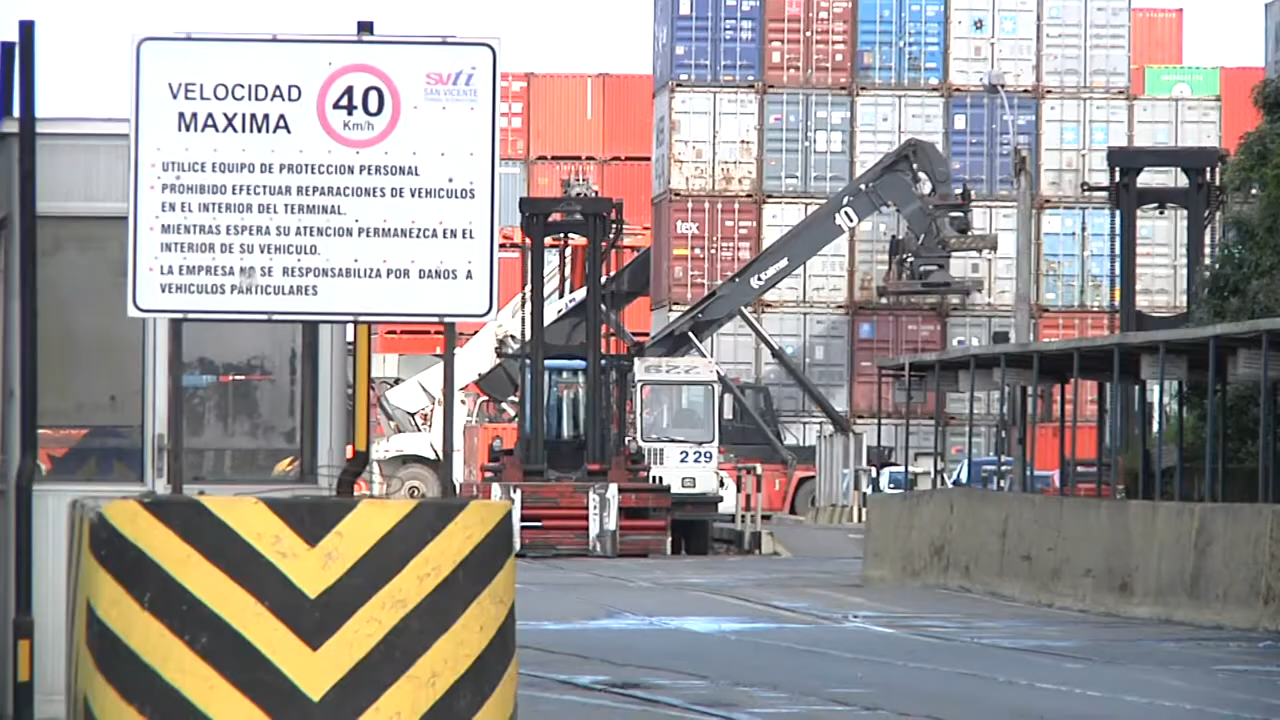 VELOCIDAD
MAXIMA
40
Km/h
svti
SAN VICENTE
UTILICE EQUIPO DE PROTECCION PERSONAL
PROHIBIDO EFECTUAR REPARACIONES DE VEHICULOS
EN EL INTERIOR DEL TERMINAL.
MIENTRAS ESPERA SU ATENCION PERMANEZCA EN EL
INTERIOR DE SU VEHICULO.
LA EMPRESA NO SE RESPONSABILIZA POR DAÑOS A
VEHICULOS PARTICULARES
tex
10
Kalmar
229
229